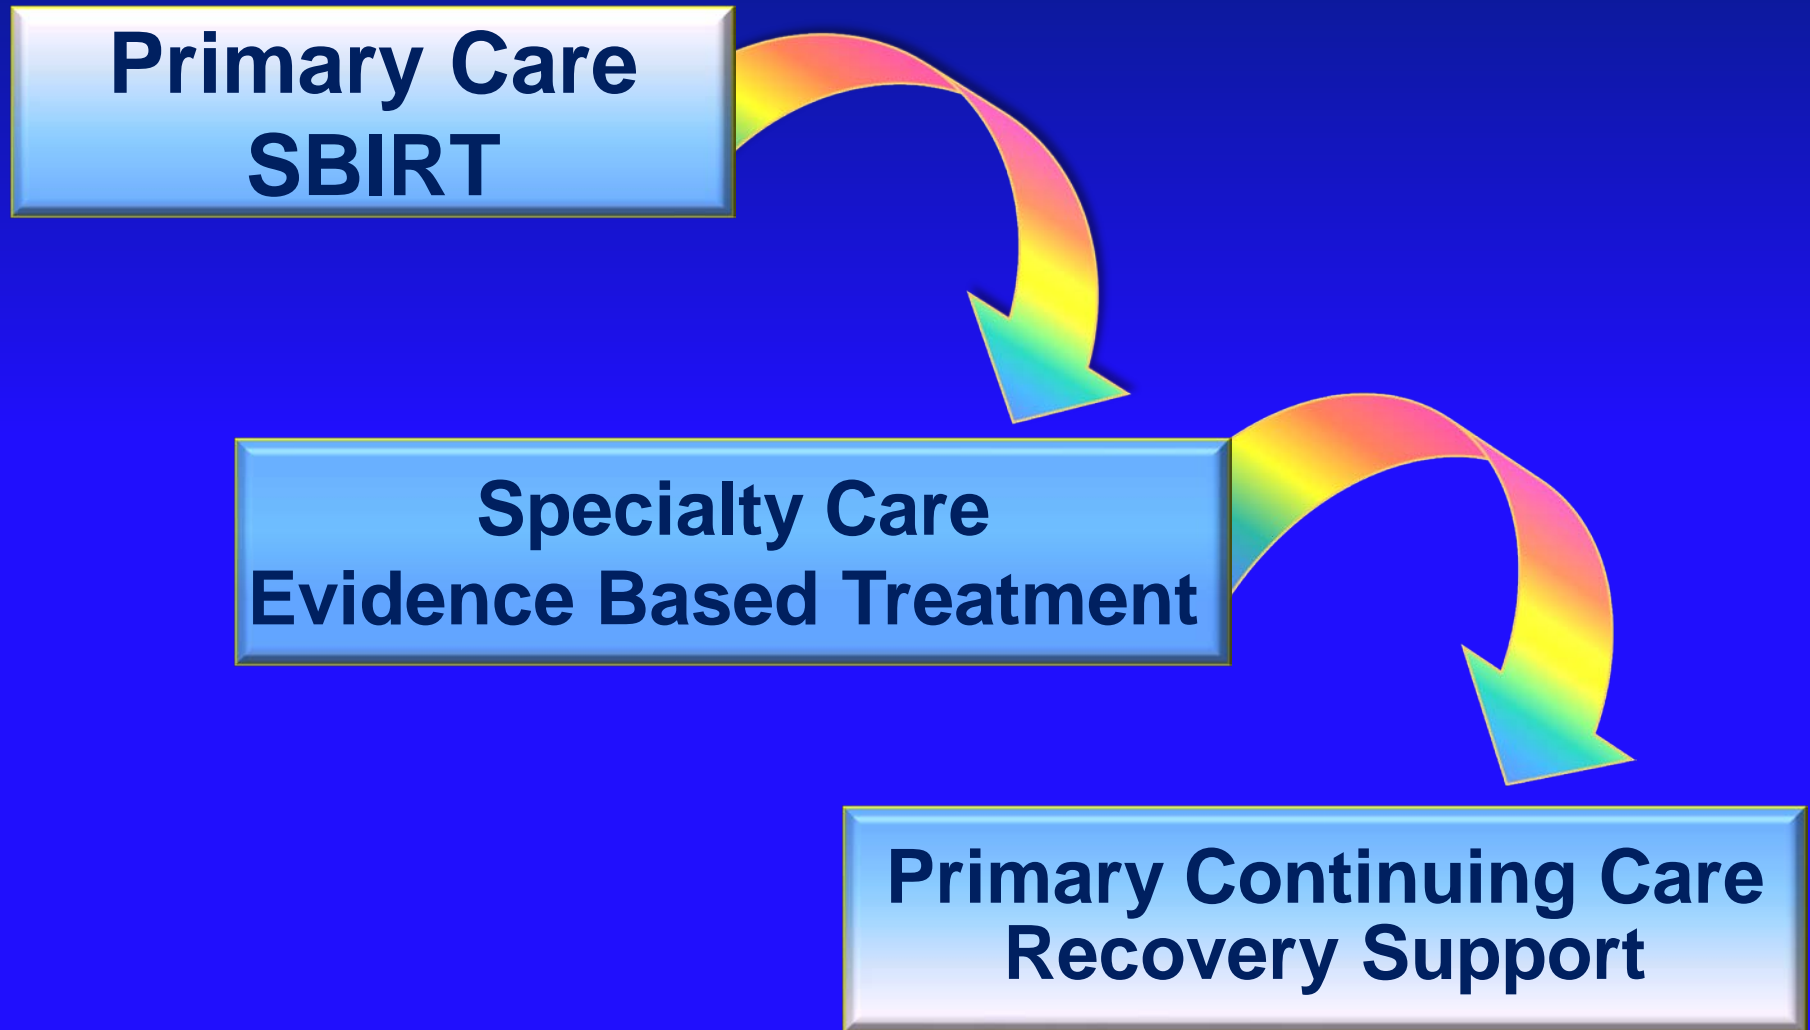 Primary Care
SBIRT
Specialty Care
Evidence Based Treatment
Primary Continuing Care
Recovery Support